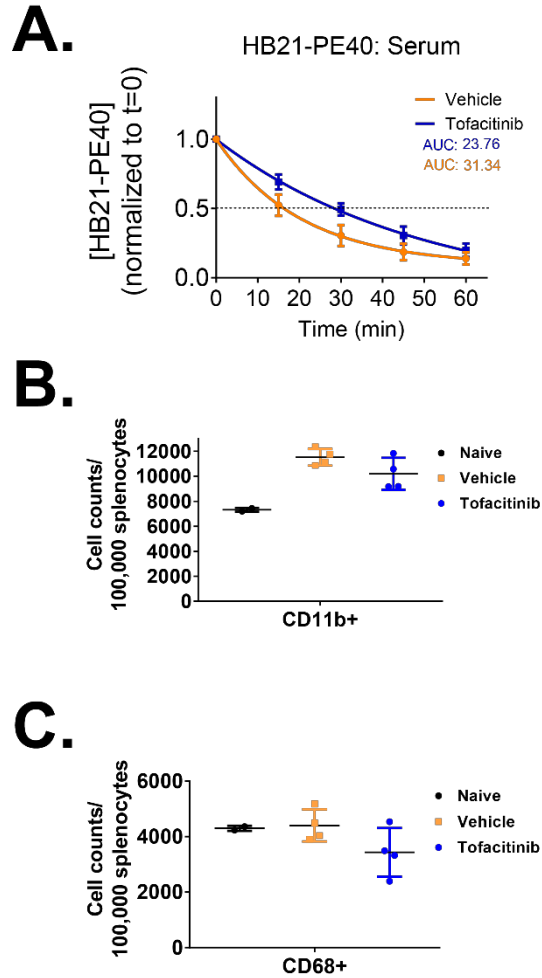 A.
HB21-PE40: Serum
[HB21-PE40]
(normalized to t=0)
Vehicle
Tofacitinib
AUC: 23.76
AUC: 31.34
1.0
0.5
0.0
0 10 20 30 40 50 60
Time (min)
B.
Cell counts/
100,000 splenocytes
12000
10000
8000
6000
4000
2000
0
CD11b+
Naive
Vehicle
Tofacitinib
C.
Cell counts/
100,000 splenocytes
6000
4000
2000
0
CD68+
Naive
Vehicle
Tofacitinib